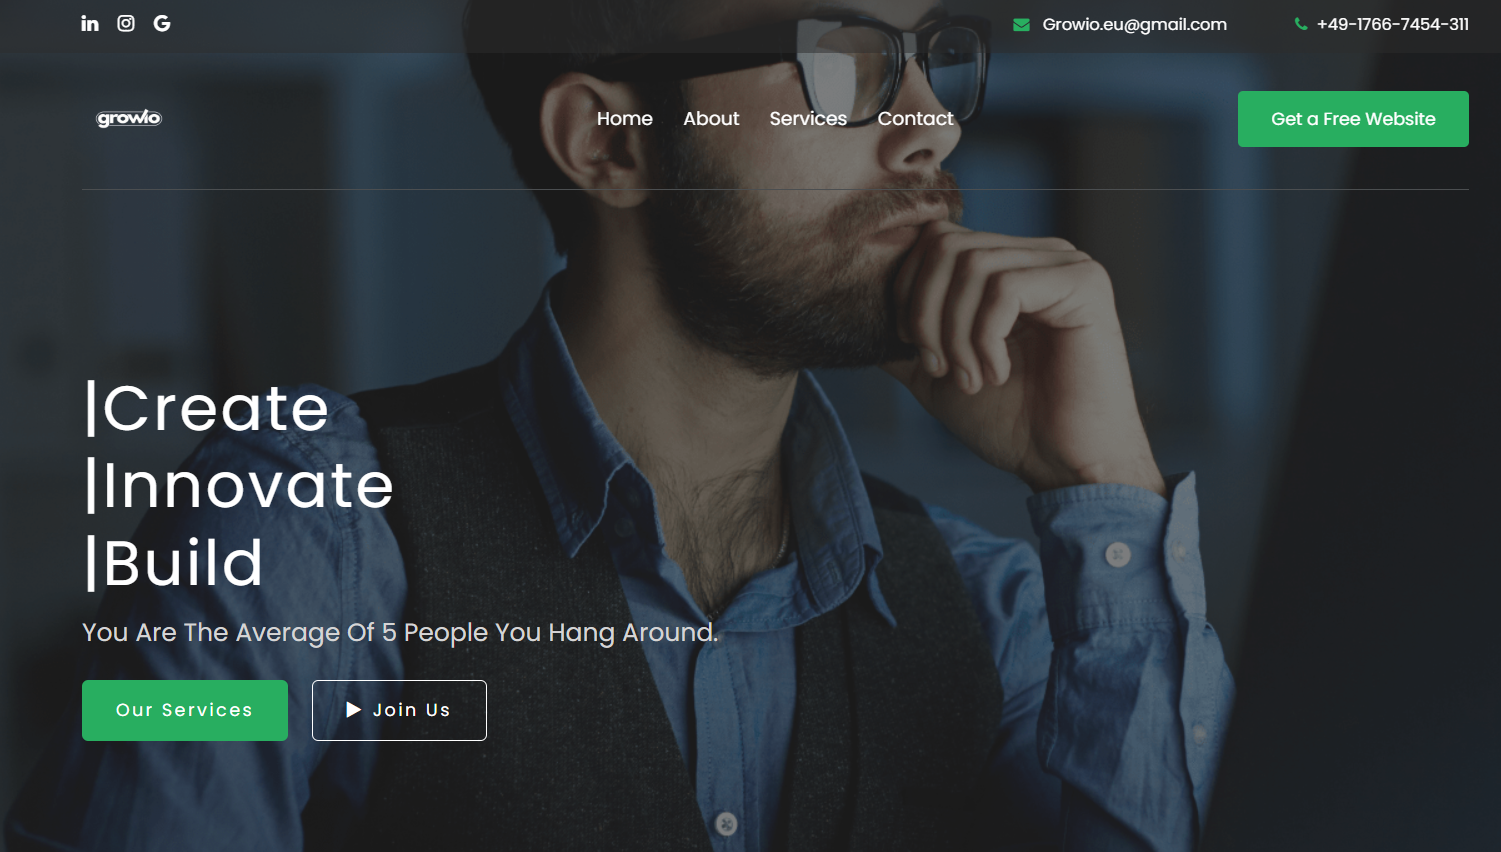 Growio.eu@gmail.com +49-1766-7454-311
growio Home About Services Contact Get a Free Website
|Create
|Innovate
|Build
You Are The Average Of 5 People You Hang Around.
Our Services Join Us